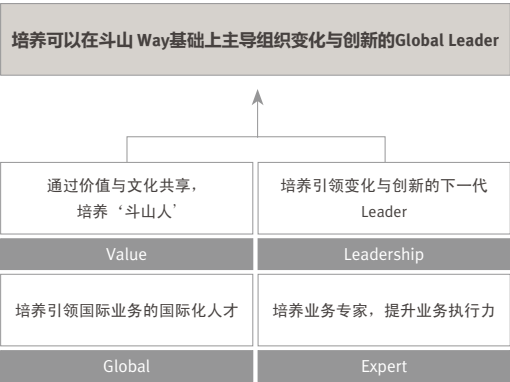 培养可以在斗山 Way基础上主导组织变化与创新的Global Leader
通过价值与文化共享，
培养‘斗山人’
Value
培养引领变化与创新的下一代
Leader
Leadership
培养引领国际业务的国际化人才
Global
培养业务专家，提升业务执行力
Expert